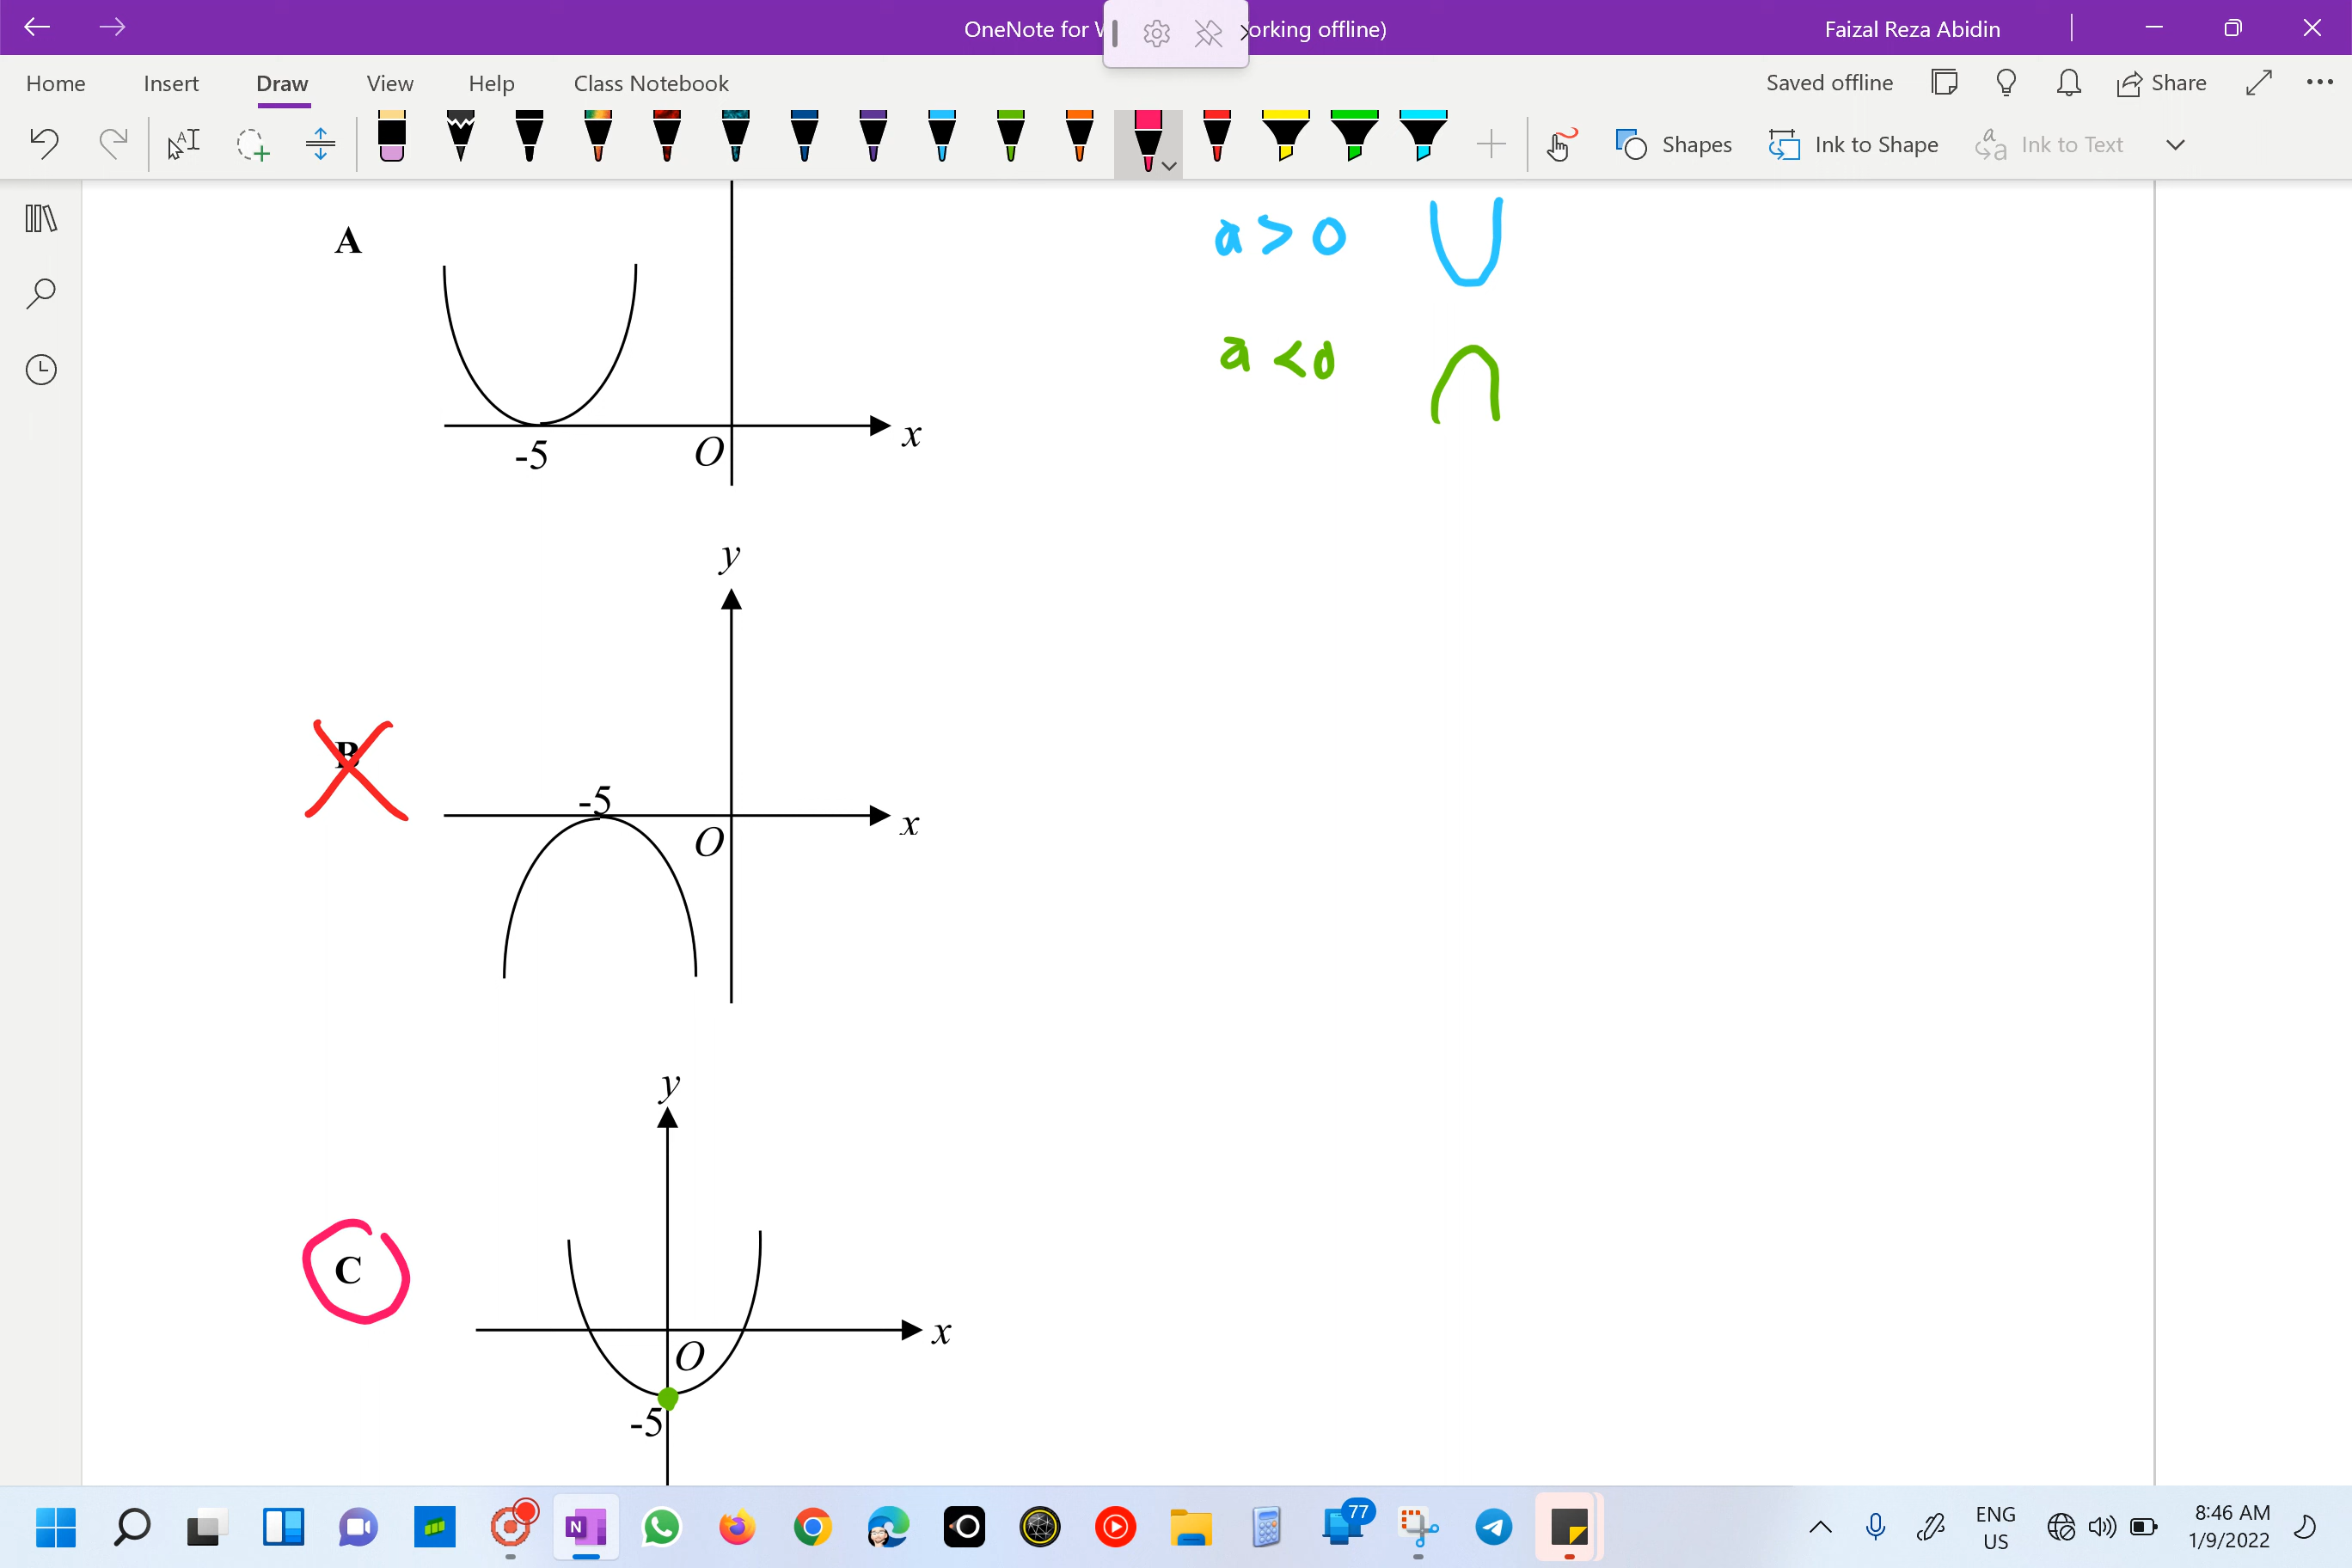 OneNote for W
orking offline)
Faizal Reza Abidin
Home Insert Draw View Help Class Notebook
Saved offline
Share
Shapes
Ink to Shape
Ink to Text
A
a > 0
a < 0
-5
O
x
y
B
-5
O
x
y
C
O
x
-5
77
ENG
US
8:46 AM
1/9/2022